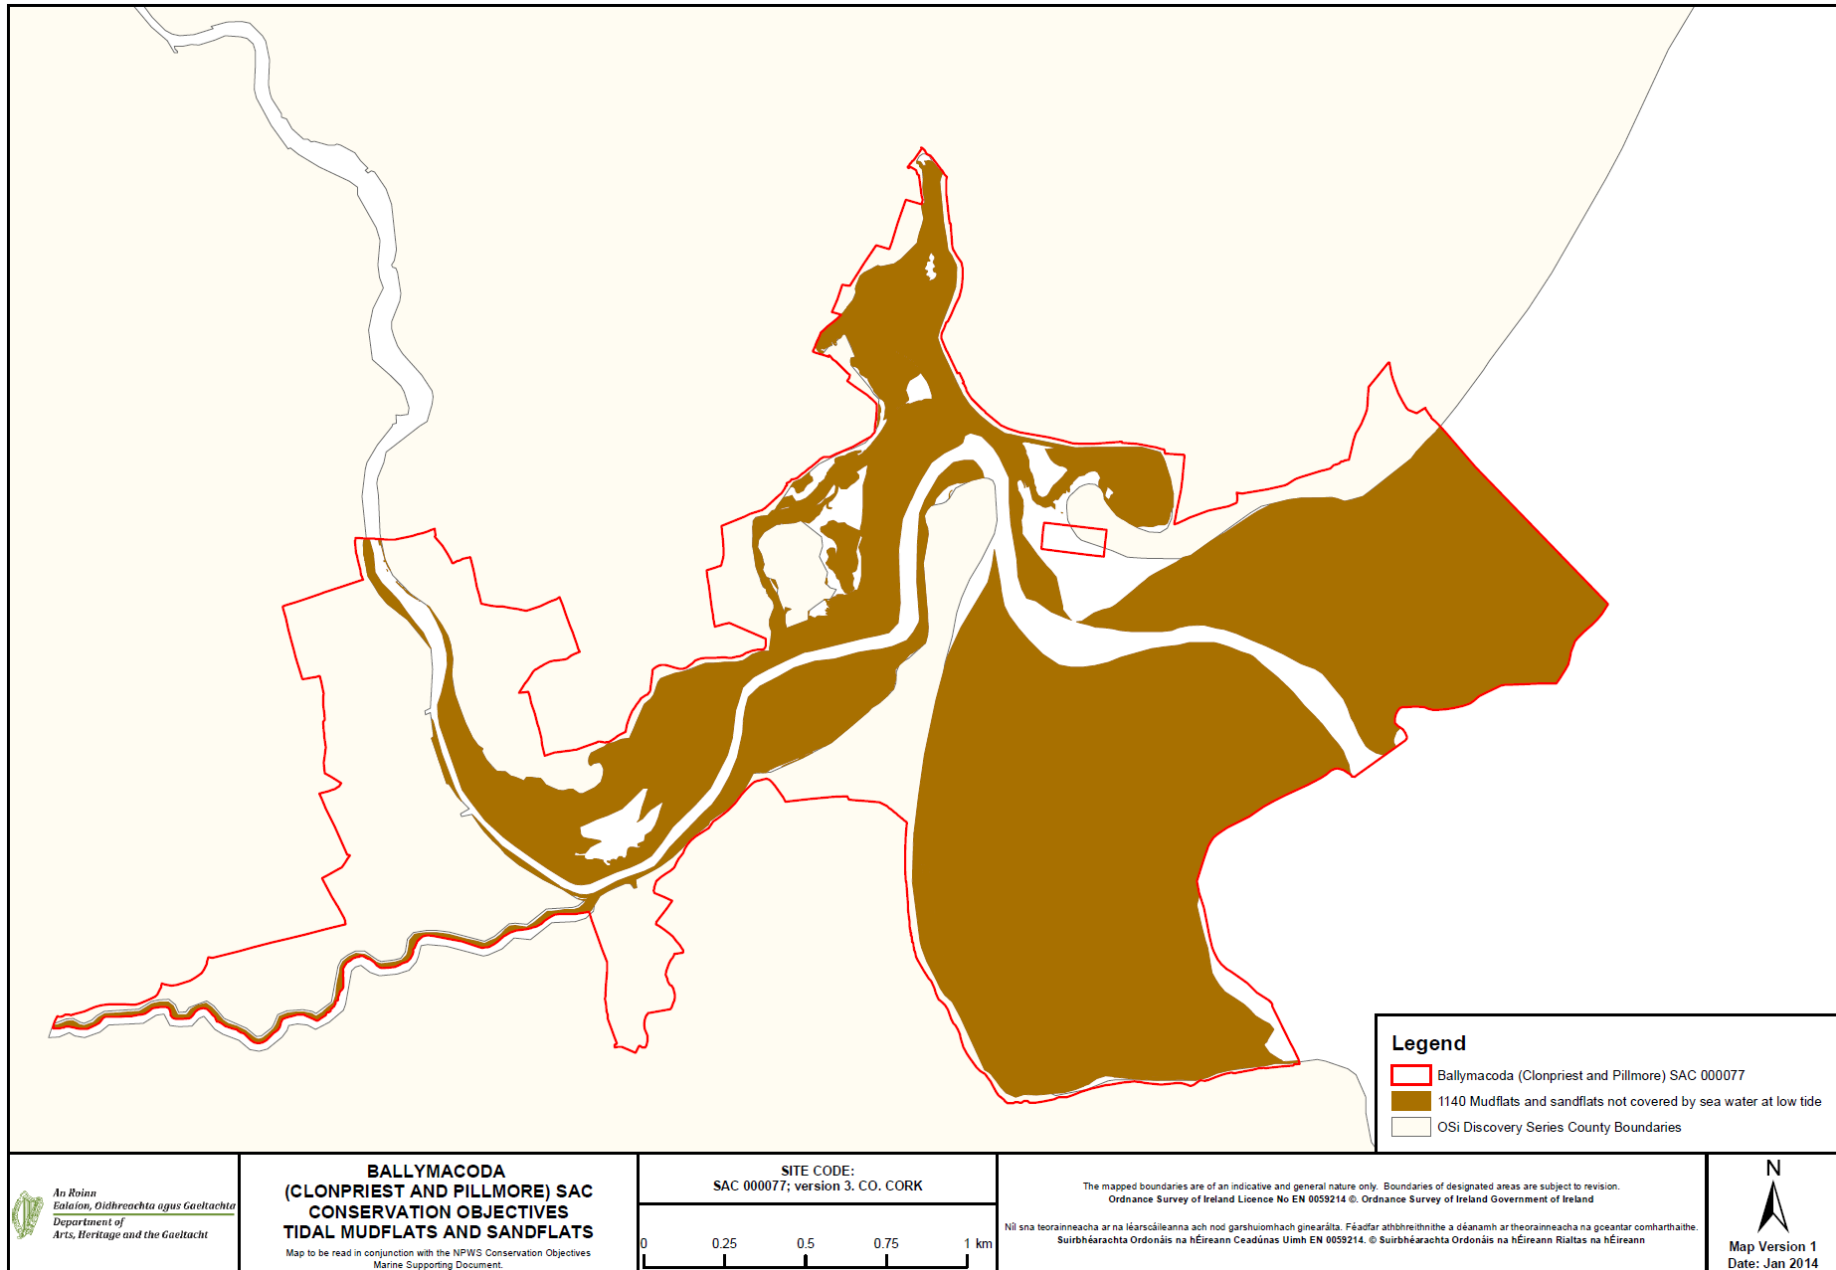 Legend
Ballymacoda (Clonpriest and Pillmore) SAC 000077
1140 Mudflats and sandflats not covered by sea water at low tide
OSi Discovery Series County Boundaries
An Roinn
Ealaíon, Oidhreachta agus Gaeltachta
Department of
Arts, Heritage and the Gaeltacht
BALLYMACODA
(CLONPRIEST AND PILLMORE) SAC
CONSERVATION OBJECTIVES
TIDAL MUDFLATS AND SANDFLATS
Map to be read in conjunction with the NPWS Conservation Objectives
Marine Supporting Document.
SITE CODE:
SAC 000077; version 3. CO. CORK
0 0.25 0.5 0.75 1 km
The mapped boundaries are of an indicative and general nature only. Boundaries of designated areas are subject to revision.
Ordnance Survey of Ireland Licence No EN 0059214 ©. Ordnance Survey of Ireland Government of Ireland
Níl sna teorainneacha ar na léarscáileanna ach nod garshuiomhach ginearálta. Féadfar athbhreithnithe a déanamh ar theorainneacha na gceantar comharthaithe.
Suirbhéarachta Ordonáis na hÉireann Ceadúnas Uimh EN 0059214. © Suirbhéarachta Ordonáis na hÉireann Rialtas na hÉireann
N
Map Version 1
Date: Jan 2014